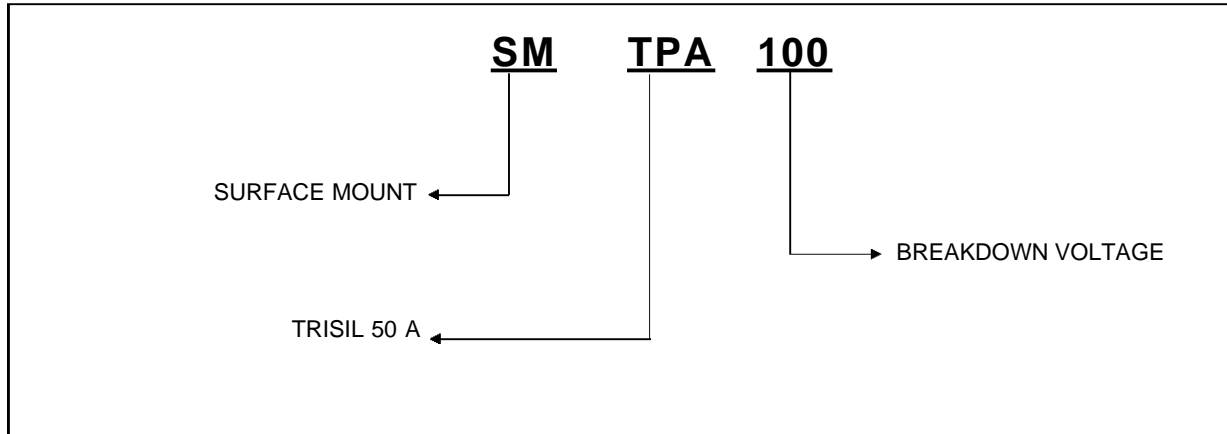 SM TPA 100
SURFACE MOUNT
BREAKDOWN VOLTAGE
TRISIL 50 A